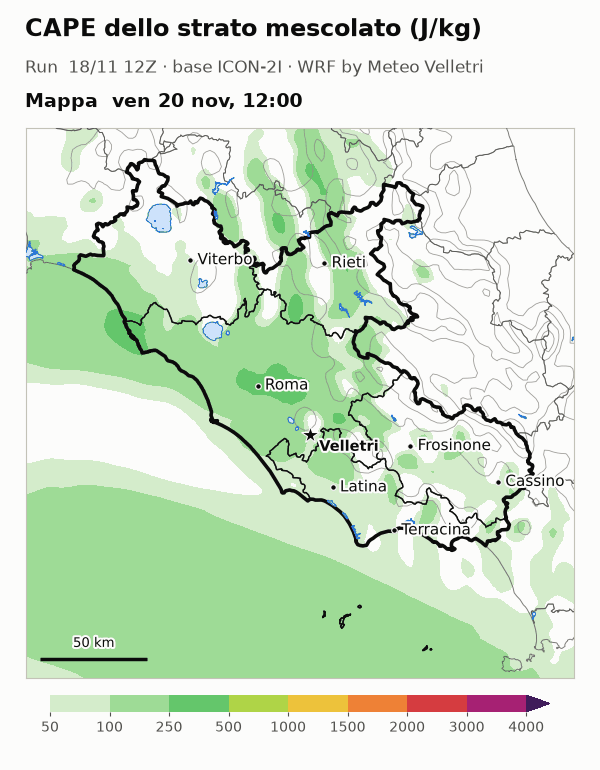 CAPE dello strato mescolato (J/kg)
Run  18/11 12Z · base ICON-2I · WRF by Meteo Velletri
Mappa  ven 20 nov, 12:00
Viterbo
Rieti
Roma
Velletri
Frosinone
Cassino
Latina
Terracina
50 km
50 100 250 500 1000 1500 2000 3000 4000